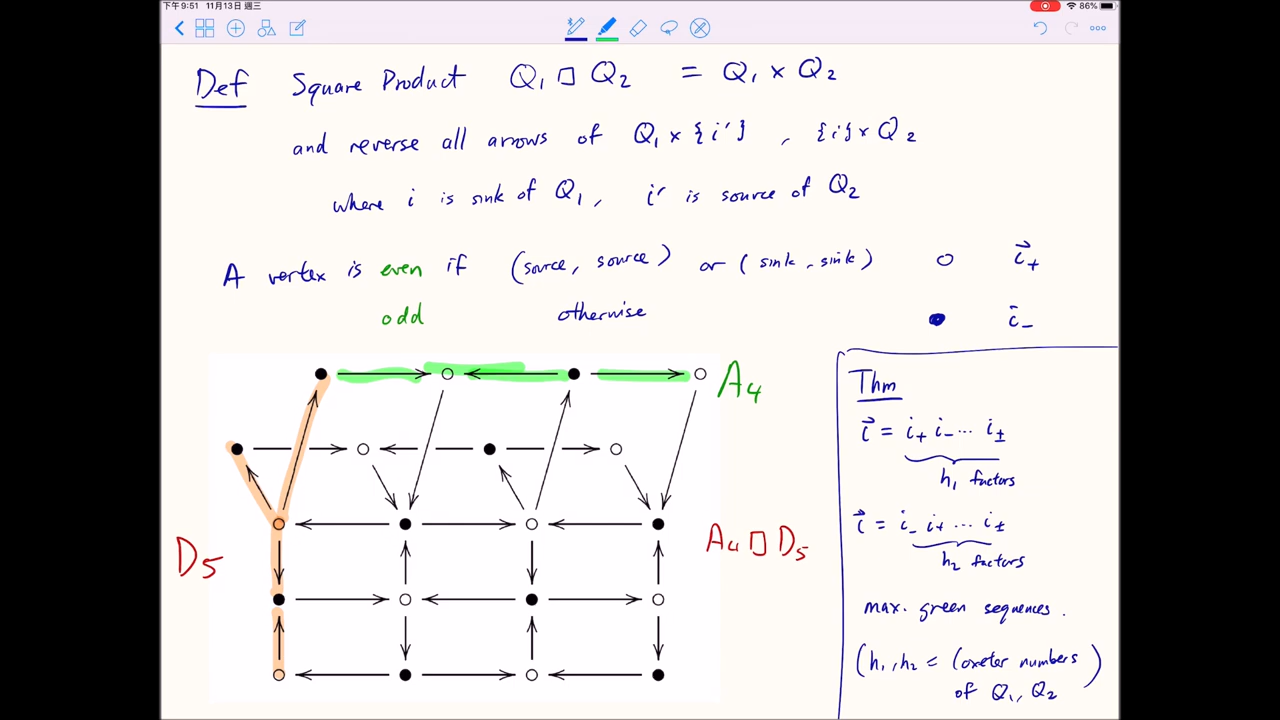 下午9:51 11月13日 週三
86%
Def Square Product Q₁ □ Q₂ = Q₁ × Q₂
and reverse all arrows of Q₁ × {i'} , {i} × Q₂
where i is sink of Q₁, i' is source of Q₂
A vertex is even if (source, source) or (sink, sink) ○ i⃗₊
odd otherwise ● i⃗₋
A₄
D₅
A₄ □ D₅
Thm
i⃗ = i₊ i₋ ... i±
h₁ factors
i⃗ = i₋ i₊ ... i±
h₂ factors
max. green sequences.
(h₁, h₂ = Coxeter numbers
of Q₁, Q₂)